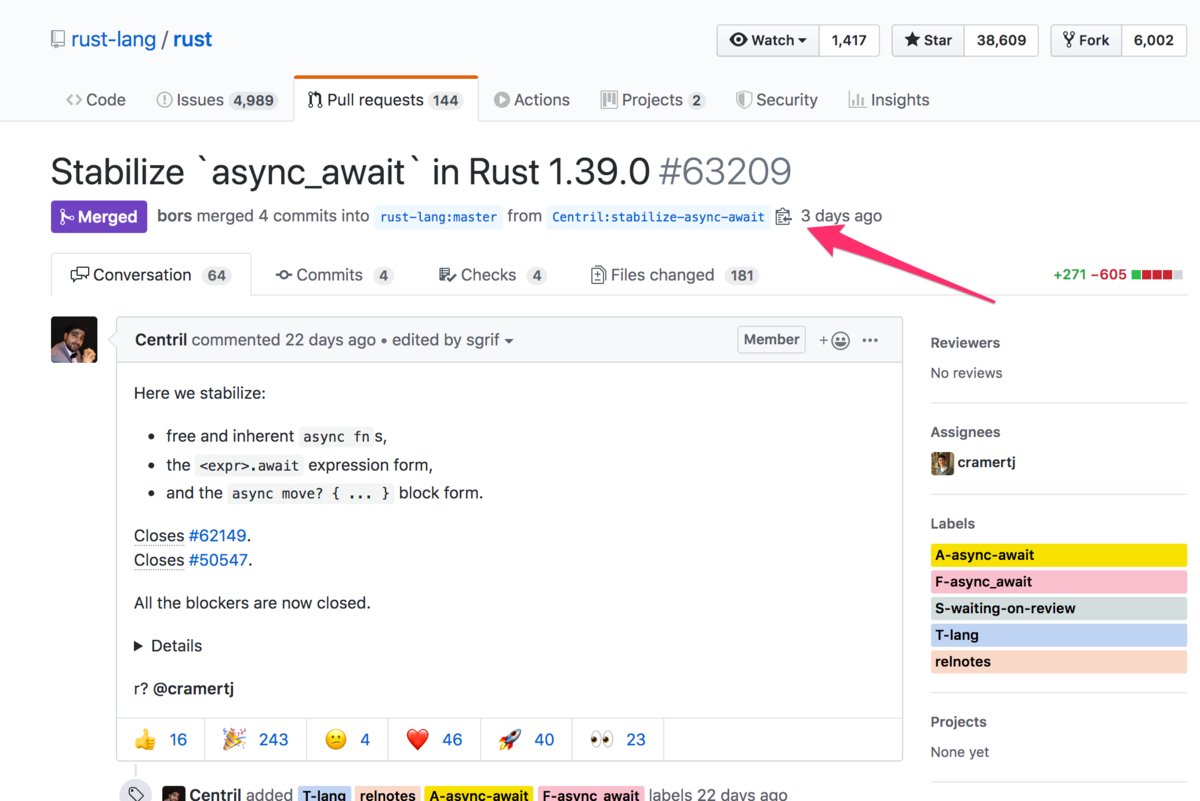 rust-lang / rust
Watch 1,417 Star 38,609 Fork 6,002
Code Issues 4,989 Pull requests 144 Actions Projects 2 Security Insights
Stabilize `async_await` in Rust 1.39.0 #63209
Merged bors merged 4 commits into rust-lang:master from Centril:stabilize-async-await 3 days ago
Conversation 64 Commits 4 Checks 4 Files changed 181 +271 −605
Centril commented 22 days ago • edited by sgrif Member
Here we stabilize:
• free and inherent async fn s,
• the <expr>.await expression form,
• and the async move? { ... } block form.
Closes #62149.
Closes #50547.
All the blockers are now closed.
Details
r? @cramertj
👍 16 🎉 243 😕 4 ❤️ 46 🚀 40 👀 23
Centril added T-lang relnotes A-async-await F-async_await labels 22 days ago
Reviewers
No reviews
Assignees
cramertj
Labels
A-async-await
F-async_await
S-waiting-on-review
T-lang
relnotes
Projects
None yet